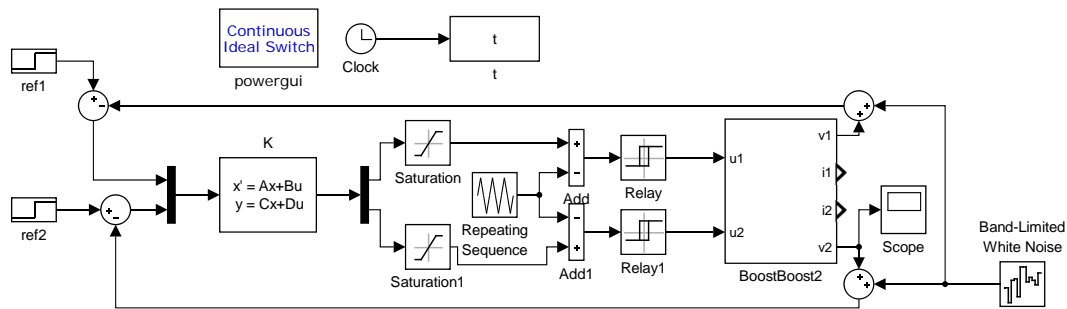 Continuous
Ideal Switch
powergui
Clock
t
t
ref1
+
-
+
+
K
x' = Ax+Bu
y = Cx+Du
Saturation
Repeating
Sequence
+
-
Add
Relay
u1
u2
v1
i1
i2
v2
BoostBoost2
Scope
Band-Limited
White Noise
ref2
+
-
Saturation1
-
+
Add1
Relay1
+
+